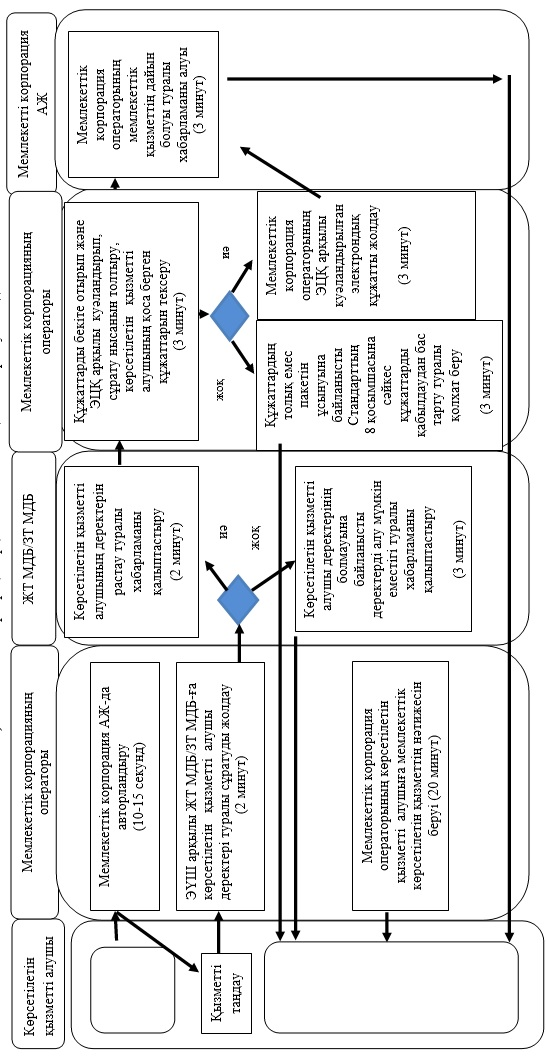 Көрсетілетін
қызметті алушы
Мемлекеттік корпорацияның
операторы
ЖТ МДБ/ЗТ МДБ
Мемлекеттік корпорацияның
операторы
Мемлекетті корпорация
АЖ
Қызметті
таңдау
Мемлекеттік корпорация АЖ-да
авторландыру
(10-15 секунд)
ЭҮШ арқылы ЖТ МДБ/ЗТ МДБ-ға
көрсетілетін қызметті алушы
деректері туралы сұратуды жолдау
(2 минут)
Мемлекеттік корпорация
операторының көрсетілетін
қызметті алушыға мемлекеттік
көрсетілетін қызметтің нәтижесін
беруі (20 минут)
Көрсетілетін қызметті
алушының деректерін
растау туралы
хабарламаны
қалыптастыру
(2 минут)
иә
жоқ
Көрсетілетін қызметті
алушы деректерінің
болмауына
байланысты
деректерді алу мүмкін
еместігі туралы
хабарламаны
қалыптастыру
(3 минут)
Құжаттарды бекіте отырып және
ЭЦҚ арқылы куәландырып,
сұрату нысанын толтыру,
көрсетілетін қызметті
алушының қоса берген
құжаттарын тексеру
(3 минут)
жоқ
иә
Құжаттардың
толық емес
пакетін
ұсынуына
байланысты
Стандарттың
8 қосымшасына
сәйкес
құжаттарды
қабылдаудан бас
тарту туралы
қолхат беру
(3 минут)
Мемлекеттік
корпорация
операторының
ЭЦҚ арқылы
куәландырылған
электрондық
құжатты жолдау
(3 минут)
Мемлекеттік
корпорация
операторының
мемлекеттік
қызметтің дайын
болуы туралы
хабарламаны алуы
(3 минут)